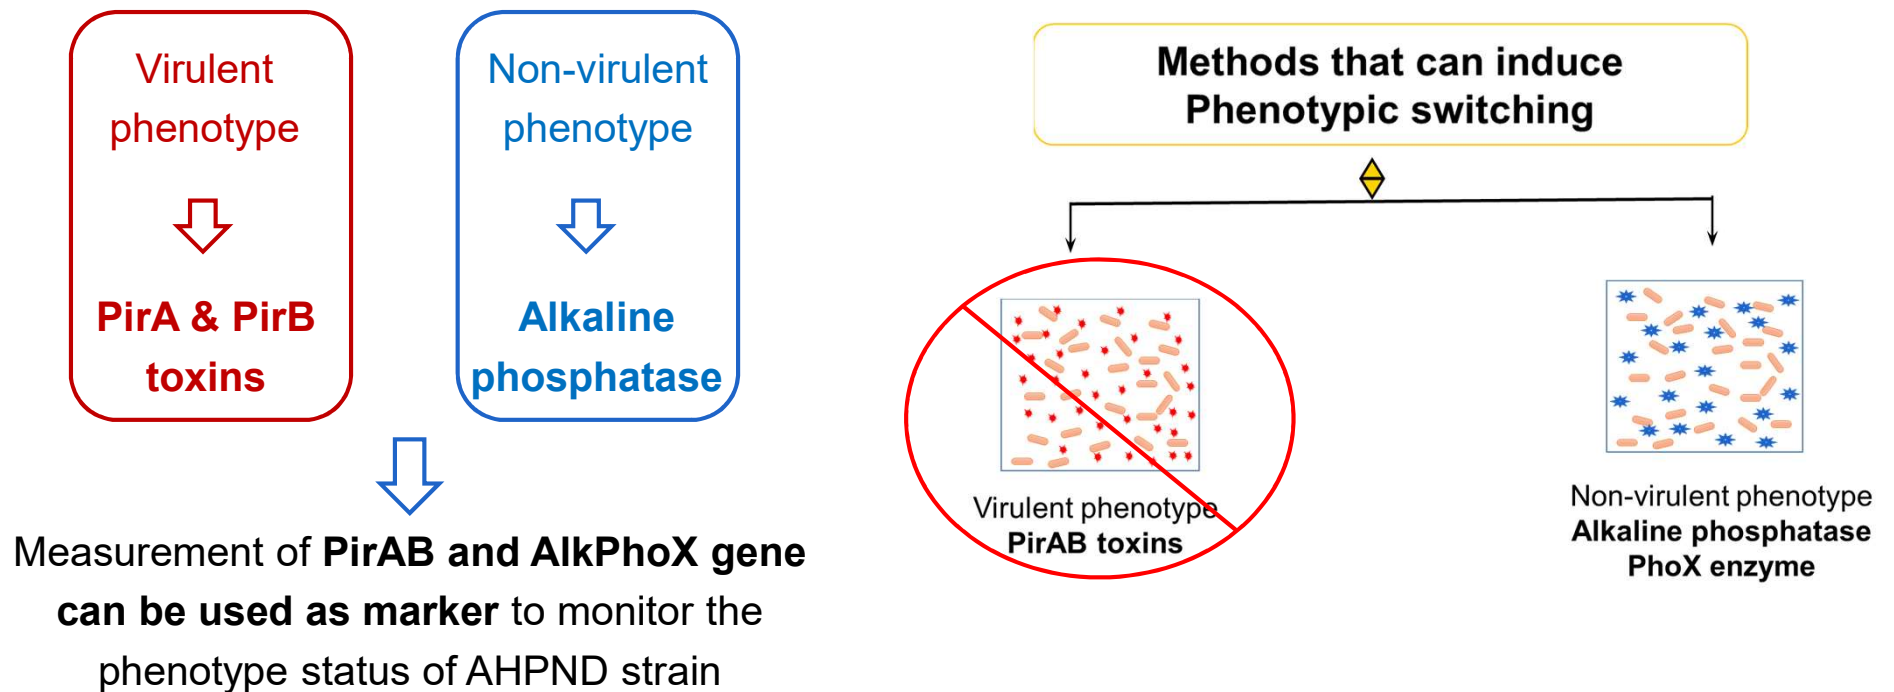 Virulent
phenotype
PirA & PirB
toxins
Non-virulent
phenotype
Alkaline
phosphatase
Measurement of PirAB and AlkPhoX gene
can be used as marker to monitor the
phenotype status of AHPND strain
Methods that can induce
Phenotypic switching
Virulent phenotype
PirAB toxins
Non-virulent phenotype
Alkaline phosphatase
PhoX enzyme